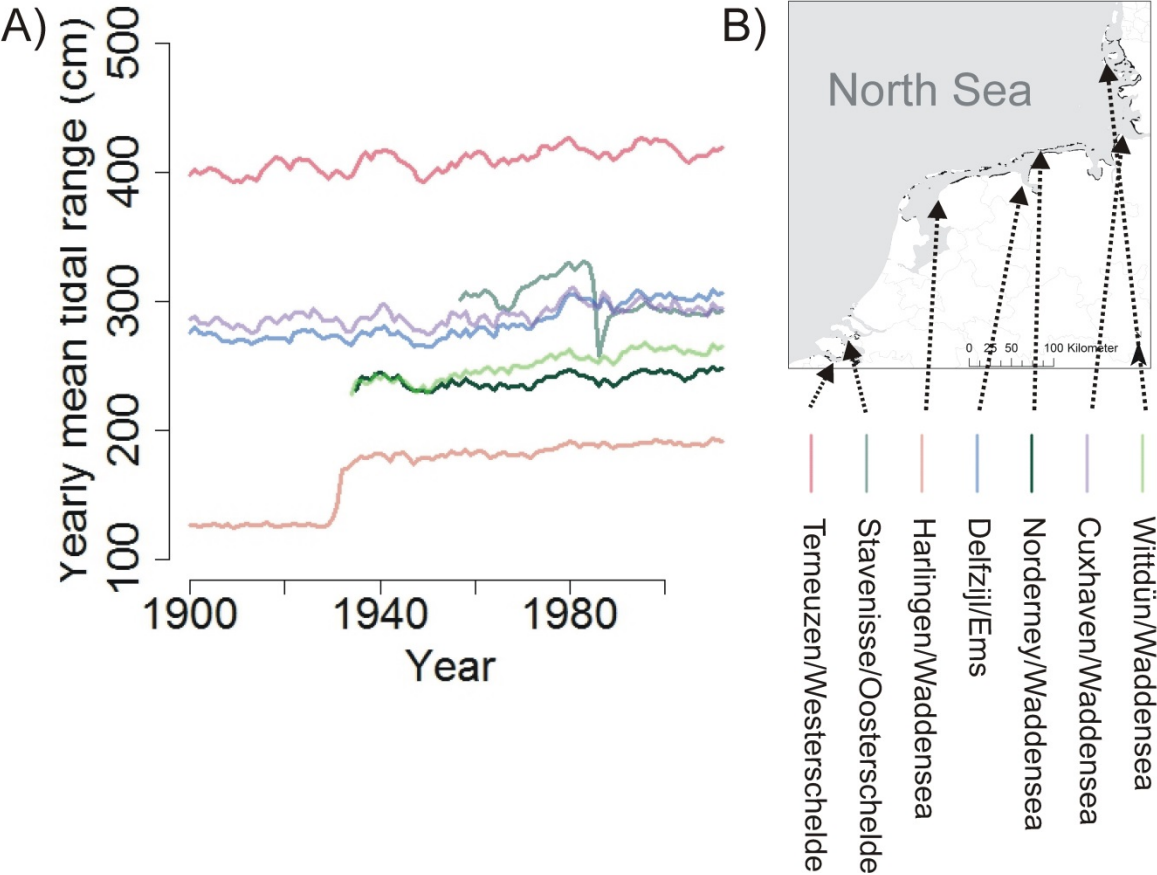 A)
Yearly mean tidal range (cm)
500
400
300
200
100
1900
1940
1980
Year
B)
North Sea
0 25 50 100 Kilometer
Terneuzen/Westerschelde
Stavenisse/Oosterschelde
Harlingen/Waddensea
Delfzijl/Ems
Norderney/Waddensea
Cuxhaven/Waddensea
Wittdün/Waddensea